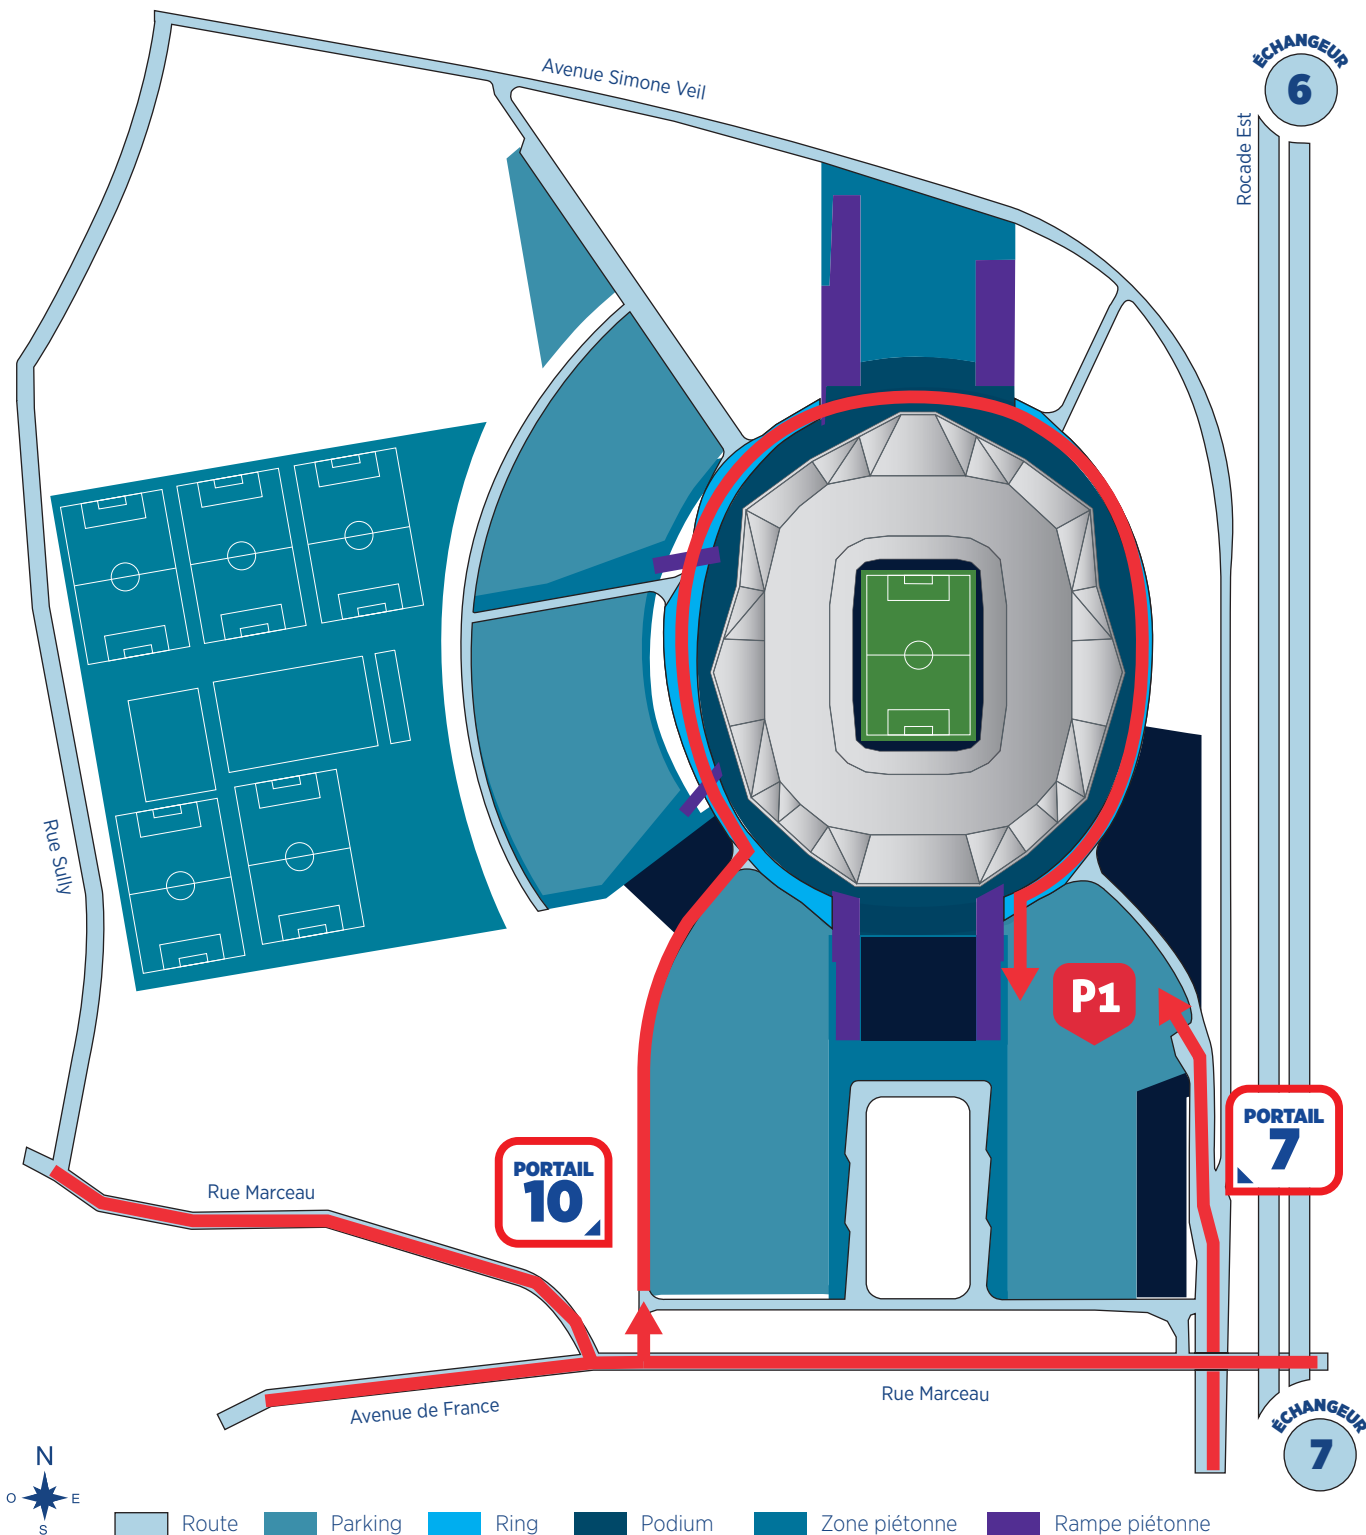 ÉCHANGEUR
6
Avenue Simone Veil
Rocade Est
Rue Sully
P1
PORTAIL
7
PORTAIL
10
Rue Marceau
Rue Marceau
Avenue de France
ÉCHANGEUR
7
N
O E
S
Route Parking Ring Podium Zone piétonne Rampe piétonne